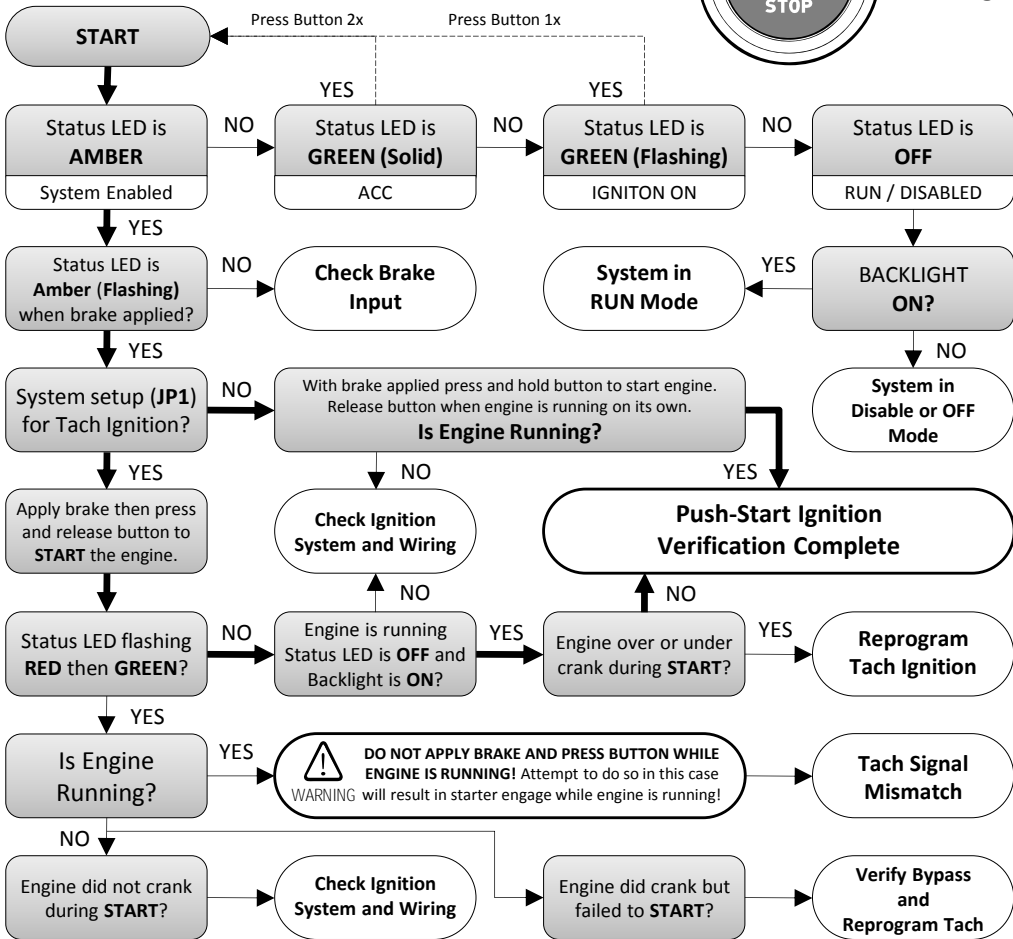 STOP
Press Button 2x
Press Button 1x
START
YES
YES
Status LED is
AMBER
System Enabled
NO
Status LED is
GREEN (Solid)
ACC
NO
Status LED is
GREEN (Flashing)
IGNITON ON
NO
Status LED is
OFF
RUN / DISABLED
YES
Status LED is
Amber (Flashing)
when brake applied?
NO
Check Brake
Input
System in
RUN Mode
YES
BACKLIGHT
ON?
YES
NO
System setup (JP1)
for Tach Ignition?
NO
With brake applied press and hold button to start engine.
Release button when engine is running on its own.
Is Engine Running?
System in
Disable or OFF
Mode
YES
NO
YES
Apply brake then press
and release button to
START the engine.
Check Ignition
System and Wiring
Push-Start Ignition
Verification Complete
NO
NO
Status LED flashing
RED then GREEN?
NO
Engine is running
Status LED is OFF and
Backlight is ON?
YES
Engine over or under
crank during START?
YES
Reprogram
Tach Ignition
YES
Is Engine
Running?
YES
WARNING
DO NOT APPLY BRAKE AND PRESS BUTTON WHILE
ENGINE IS RUNNING! Attempt to do so in this case
will result in starter engage while engine is running!
Tach Signal
Mismatch
NO
Engine did not crank
during START?
Check Ignition
System and Wiring
Engine did crank but
failed to START?
Verify Bypass
and
Reprogram Tach